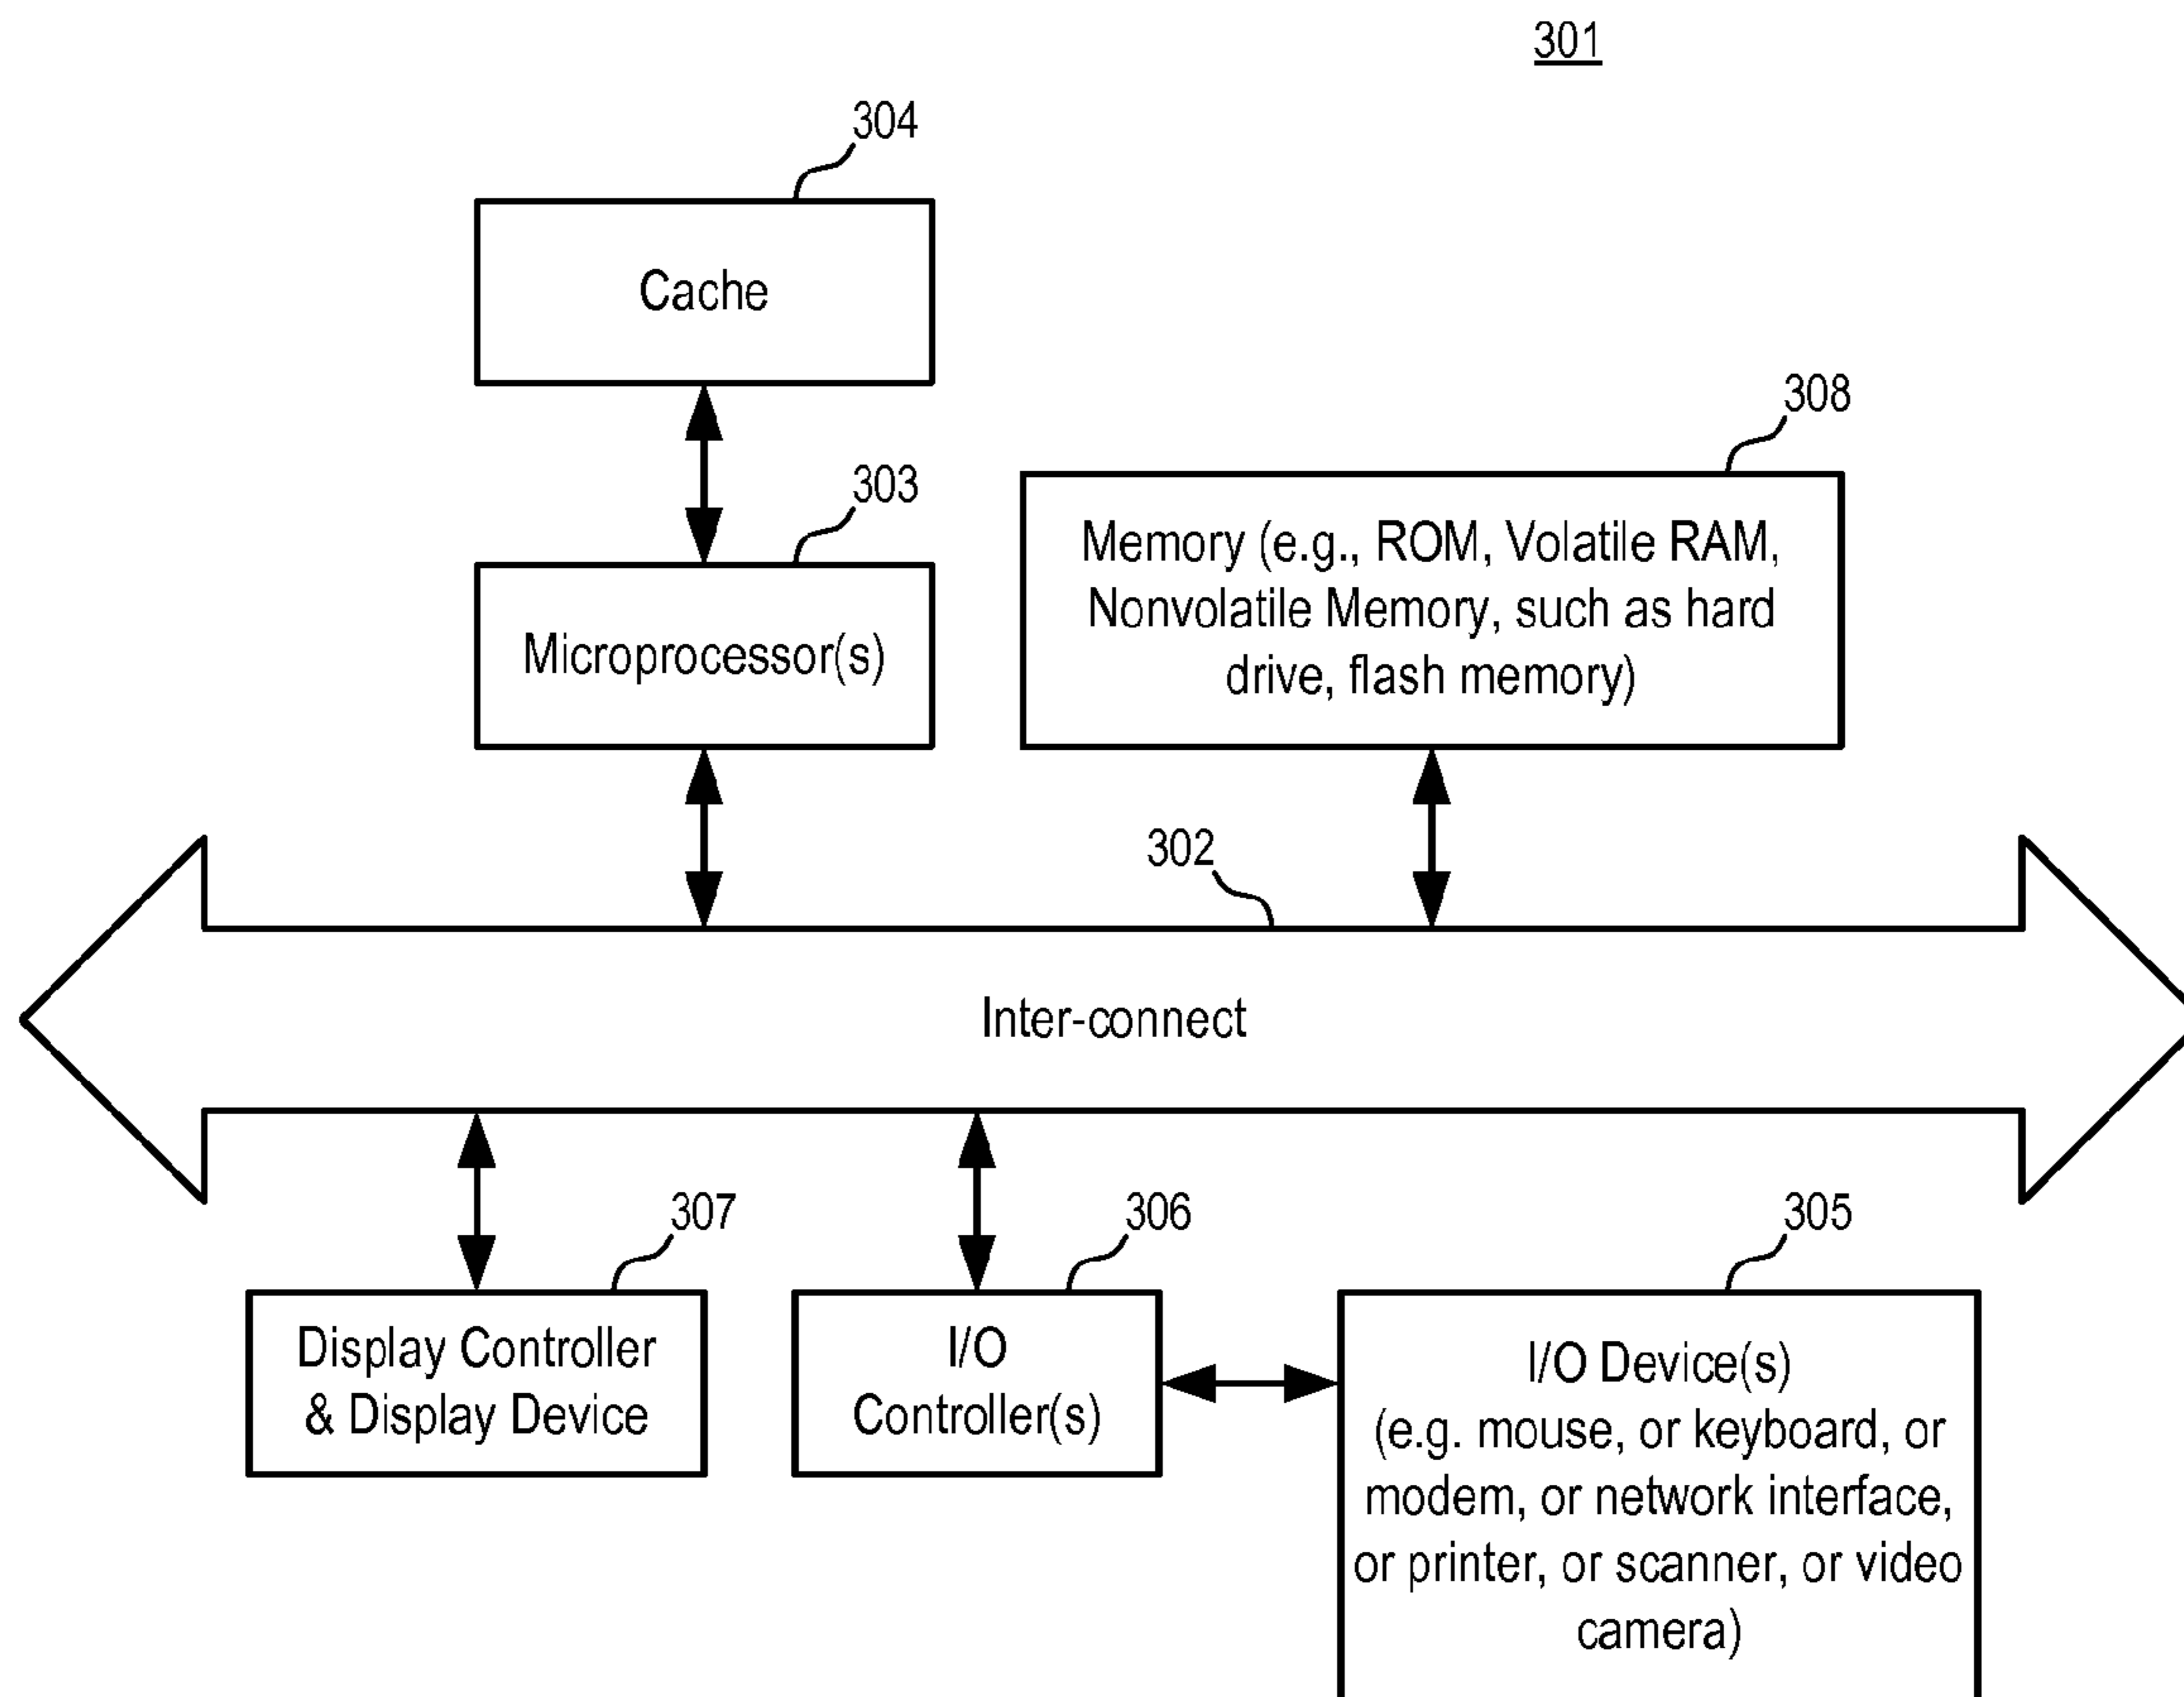 301
304
Cache
303
Microprocessor(s)
308
Memory (e.g., ROM, Volatile RAM,
Nonvolatile Memory, such as hard
drive, flash memory)
302
Inter-connect
307
Display Controller
& Display Device
306
I/O
Controller(s)
305
I/O Device(s)
(e.g. mouse, or keyboard, or
modem, or network interface,
or printer, or scanner, or video
camera)